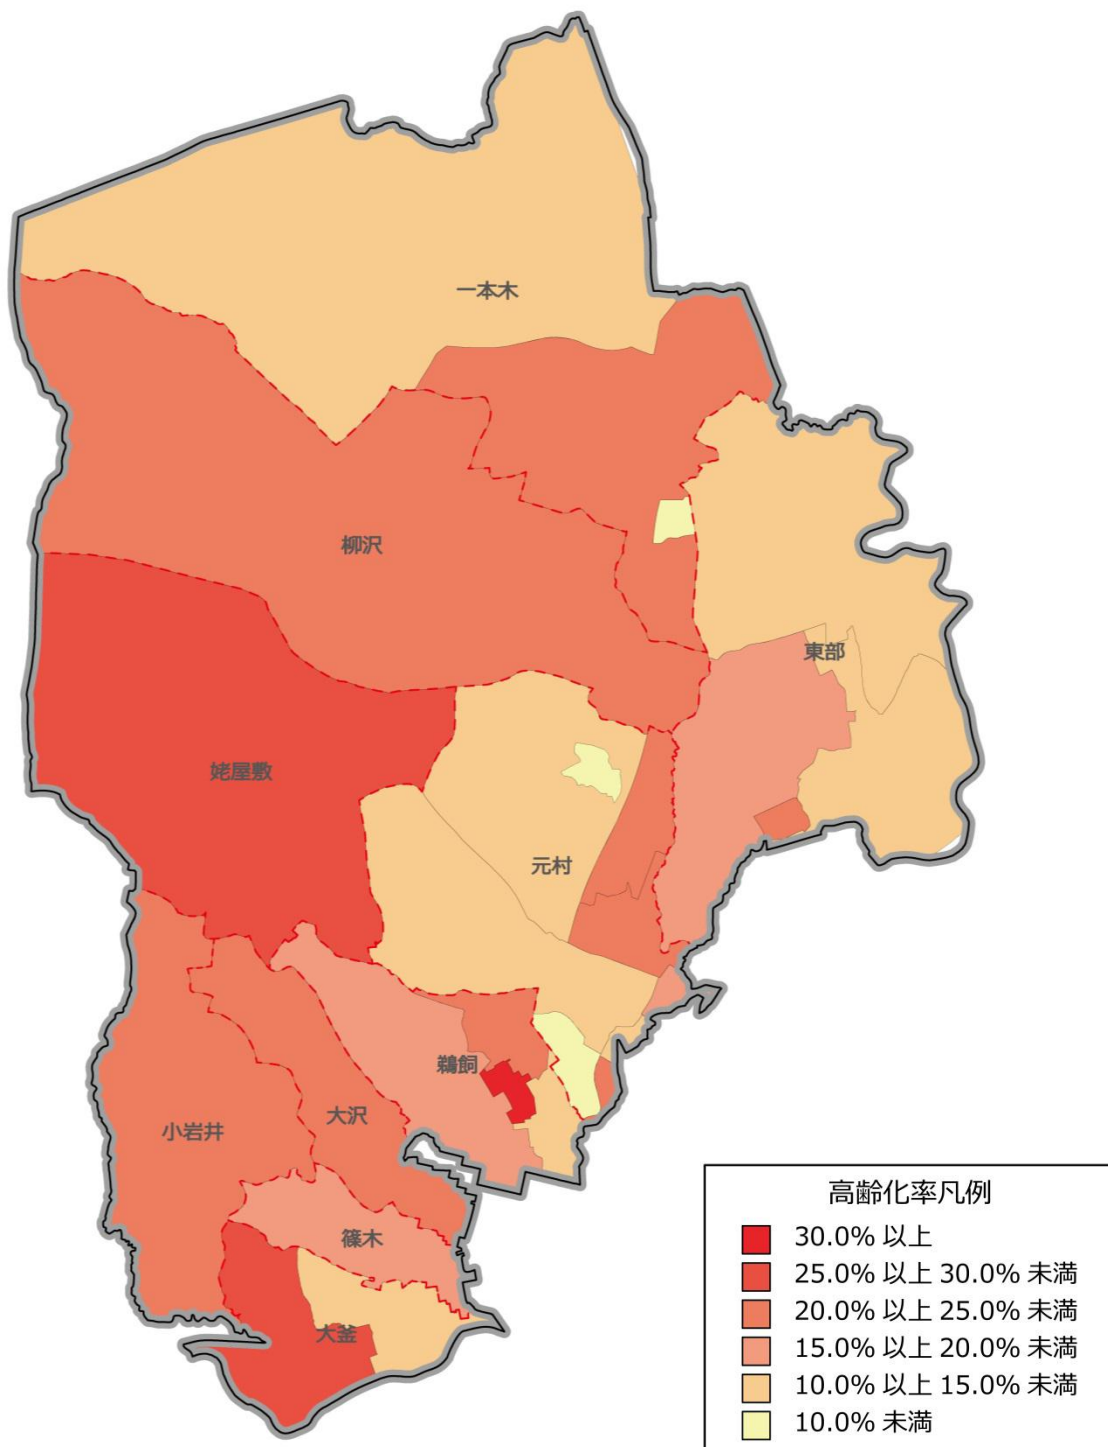 一本木
柳沢
東部
姥屋敷
元村
鵜飼
大沢
小岩井
篠木
大釜
高齢化率凡例
30.0% 以上
25.0% 以上 30.0% 未満
20.0% 以上 25.0% 未満
15.0% 以上 20.0% 未満
10.0% 以上 15.0% 未満
10.0% 未満